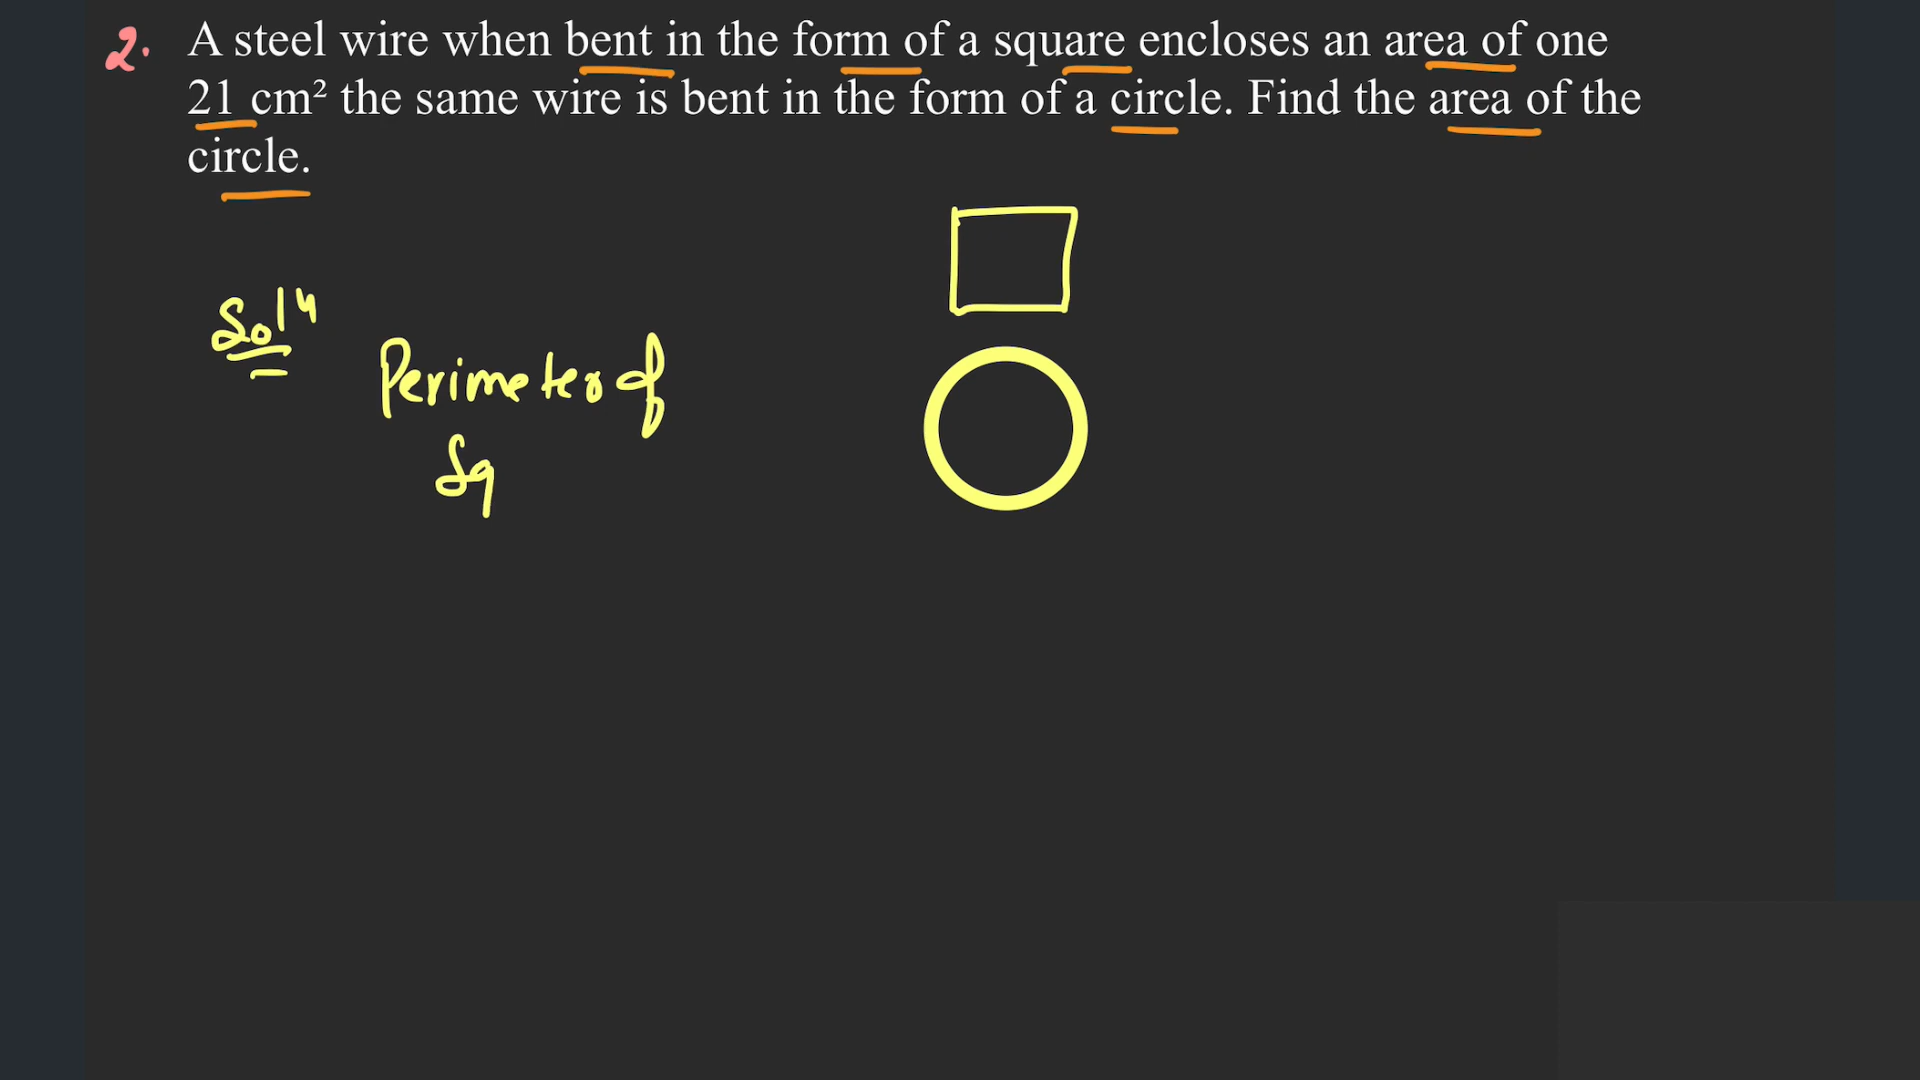 2. A steel wire when bent in the form of a square encloses an area of one
21 cm² the same wire is bent in the form of a circle. Find the area of the
circle.
Solⁿ
Perimeter of
Sq